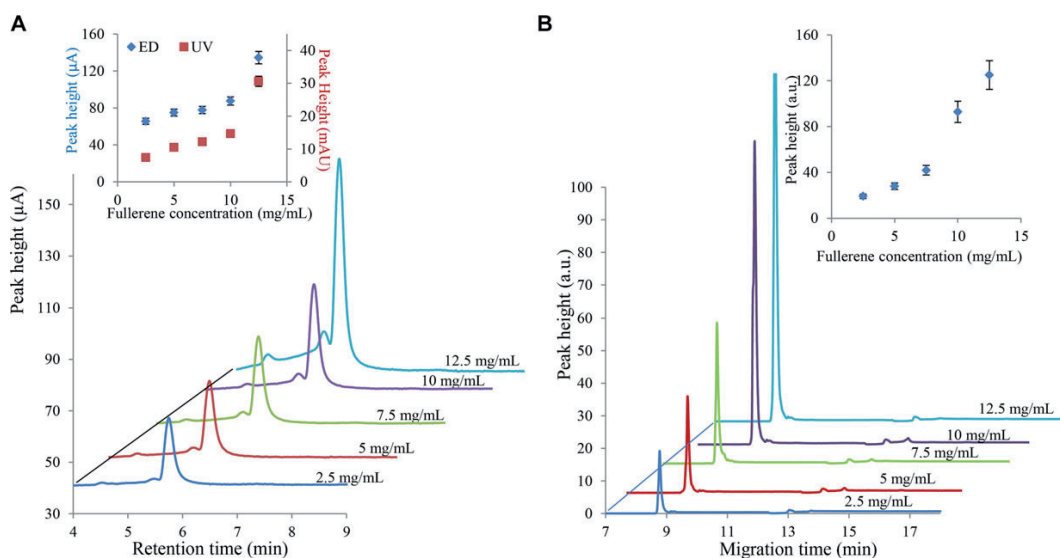 A
ED UV
Peak height (µA)
160
120
80
40
0
40
30
20
10
0
Peak Height (mAU)
0 5 10 15
Fullerene concentration (mg/mL)
Peak height (µA)
150
130
110
90
70
50
30
12.5 mg/mL
10 mg/mL
7.5 mg/mL
5 mg/mL
2.5 mg/mL
4 5 6 7 8 9
Retention time (min)
B
Peak height (a.u.)
160
120
80
40
0
0 5 10 15
Fullerene concentration (mg/mL)
Peak height (a.u.)
100
90
80
70
60
50
40
30
20
10
0
12.5 mg/mL
10 mg/mL
7.5 mg/mL
5 mg/mL
2.5 mg/mL
7 9 11 13 15 17
Migration time (min)